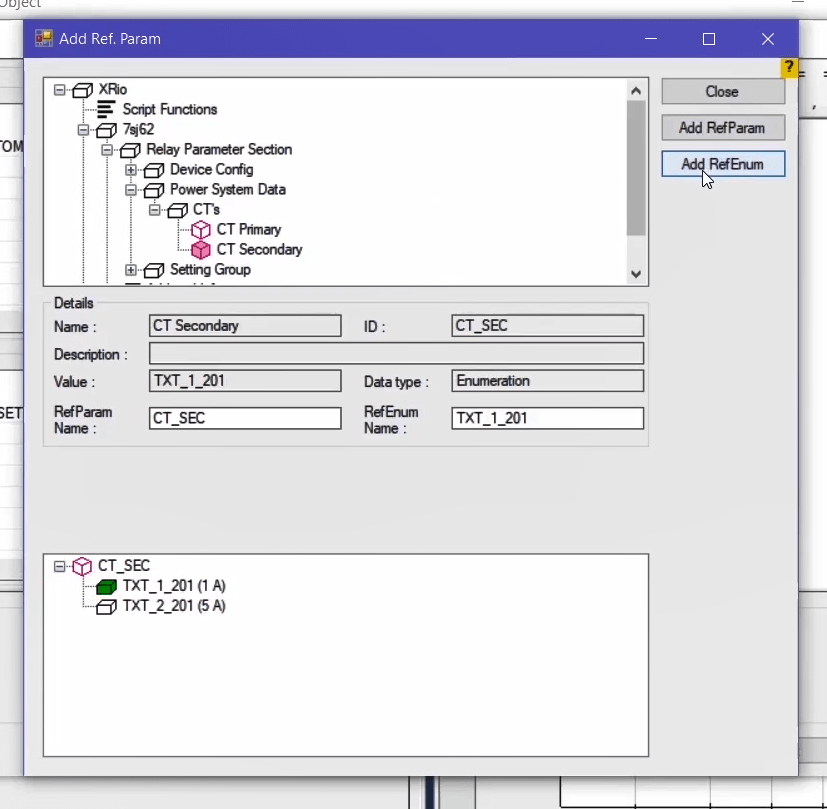 Object
Add Ref. Param
?
XRio
Script Functions
7sj62
Relay Parameter Section
Device Config
Power System Data
CT's
CT Primary
CT Secondary
Setting Group
Close
Add RefParam
Add RefEnum
Details
Name : CT Secondary ID : CT_SEC
Description :
Value : TXT_1_201 Data type : Enumeration
RefParam Name : CT_SEC RefEnum Name : TXT_1_201
CT_SEC
TXT_1_201 (1 A)
TXT_2_201 (5 A)
TOM
SET